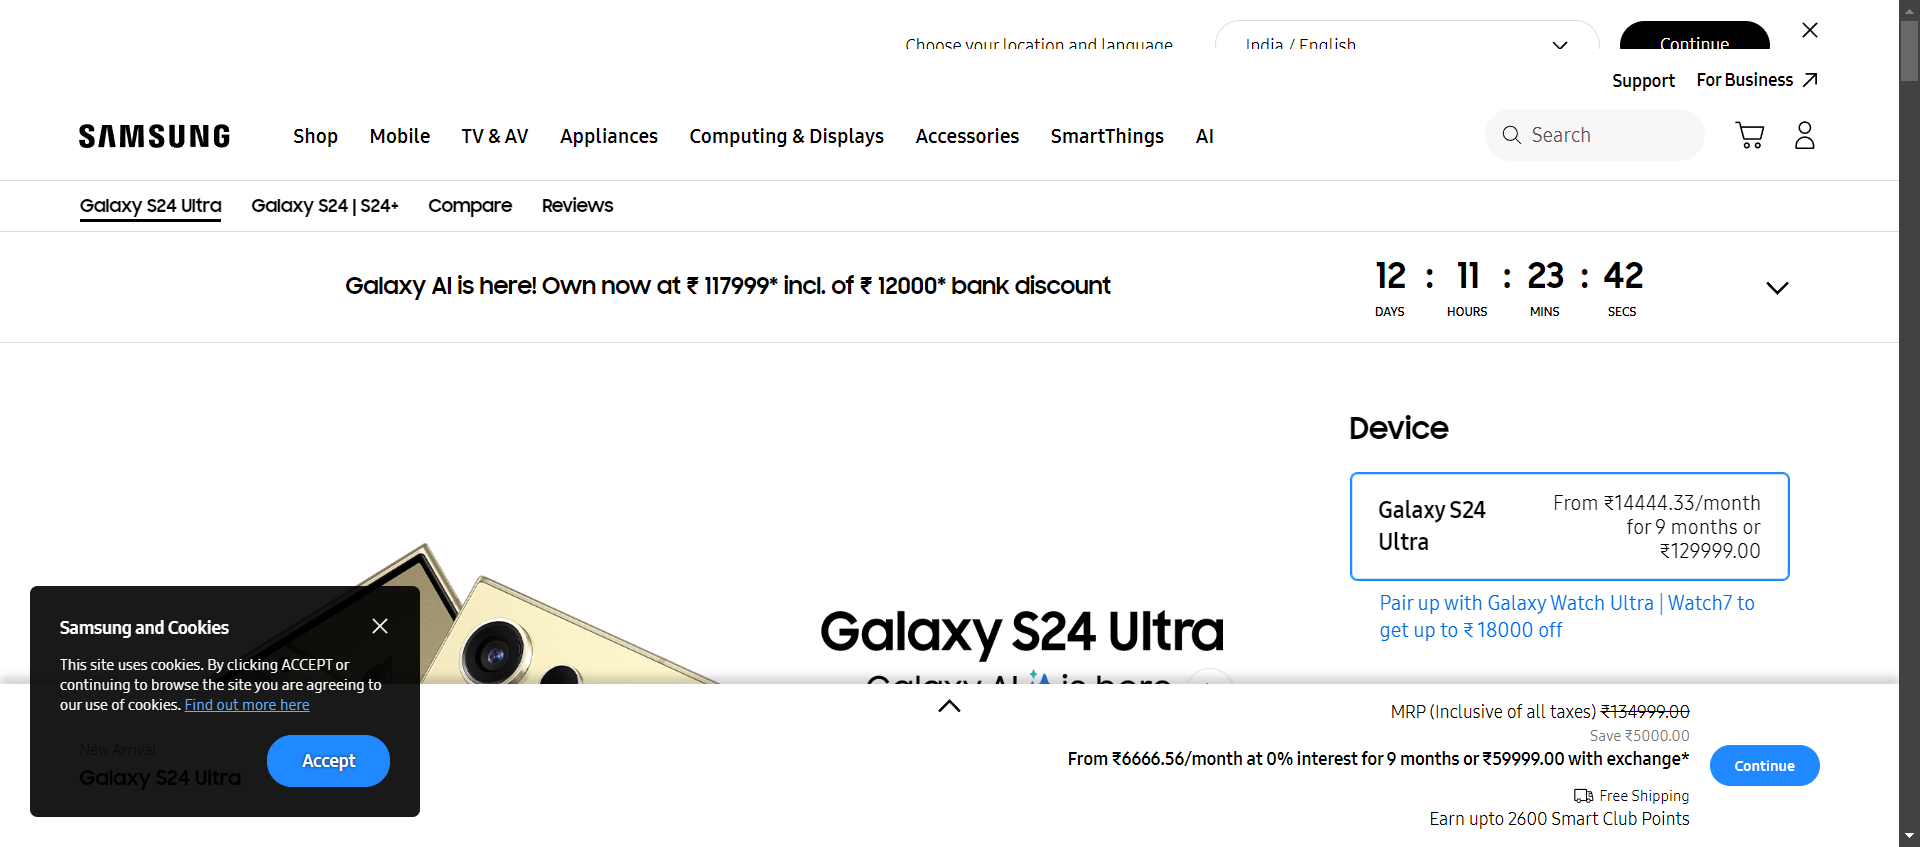 Choose your location and language
India / English
Continue
Support
For Business
SAMSUNG
Shop
Mobile
TV & AV
Appliances
Computing & Displays
Accessories
SmartThings
AI
Search
Galaxy S24 Ultra
Galaxy S24 | S24+
Compare
Reviews
Galaxy AI is here! Own now at ₹ 117999* incl. of ₹ 12000* bank discount
12 : 11 : 23 : 42
DAYS HOURS MINS SECS
Device
Galaxy S24
Ultra
From ₹14444.33/month
for 9 months or
₹129999.00
Pair up with Galaxy Watch Ultra | Watch7 to
get up to ₹ 18000 off
Galaxy S24 Ultra
Galaxy AI is here
Samsung and Cookies
This site uses cookies. By clicking ACCEPT or
continuing to browse the site you are agreeing to
our use of cookies. Find out more here
Accept
New Arrival
Galaxy S24 Ultra
MRP (Inclusive of all taxes) ₹134999.00
Save ₹5000.00
From ₹6666.56/month at 0% interest for 9 months or ₹59999.00 with exchange*
Continue
Free Shipping
Earn upto 2600 Smart Club Points